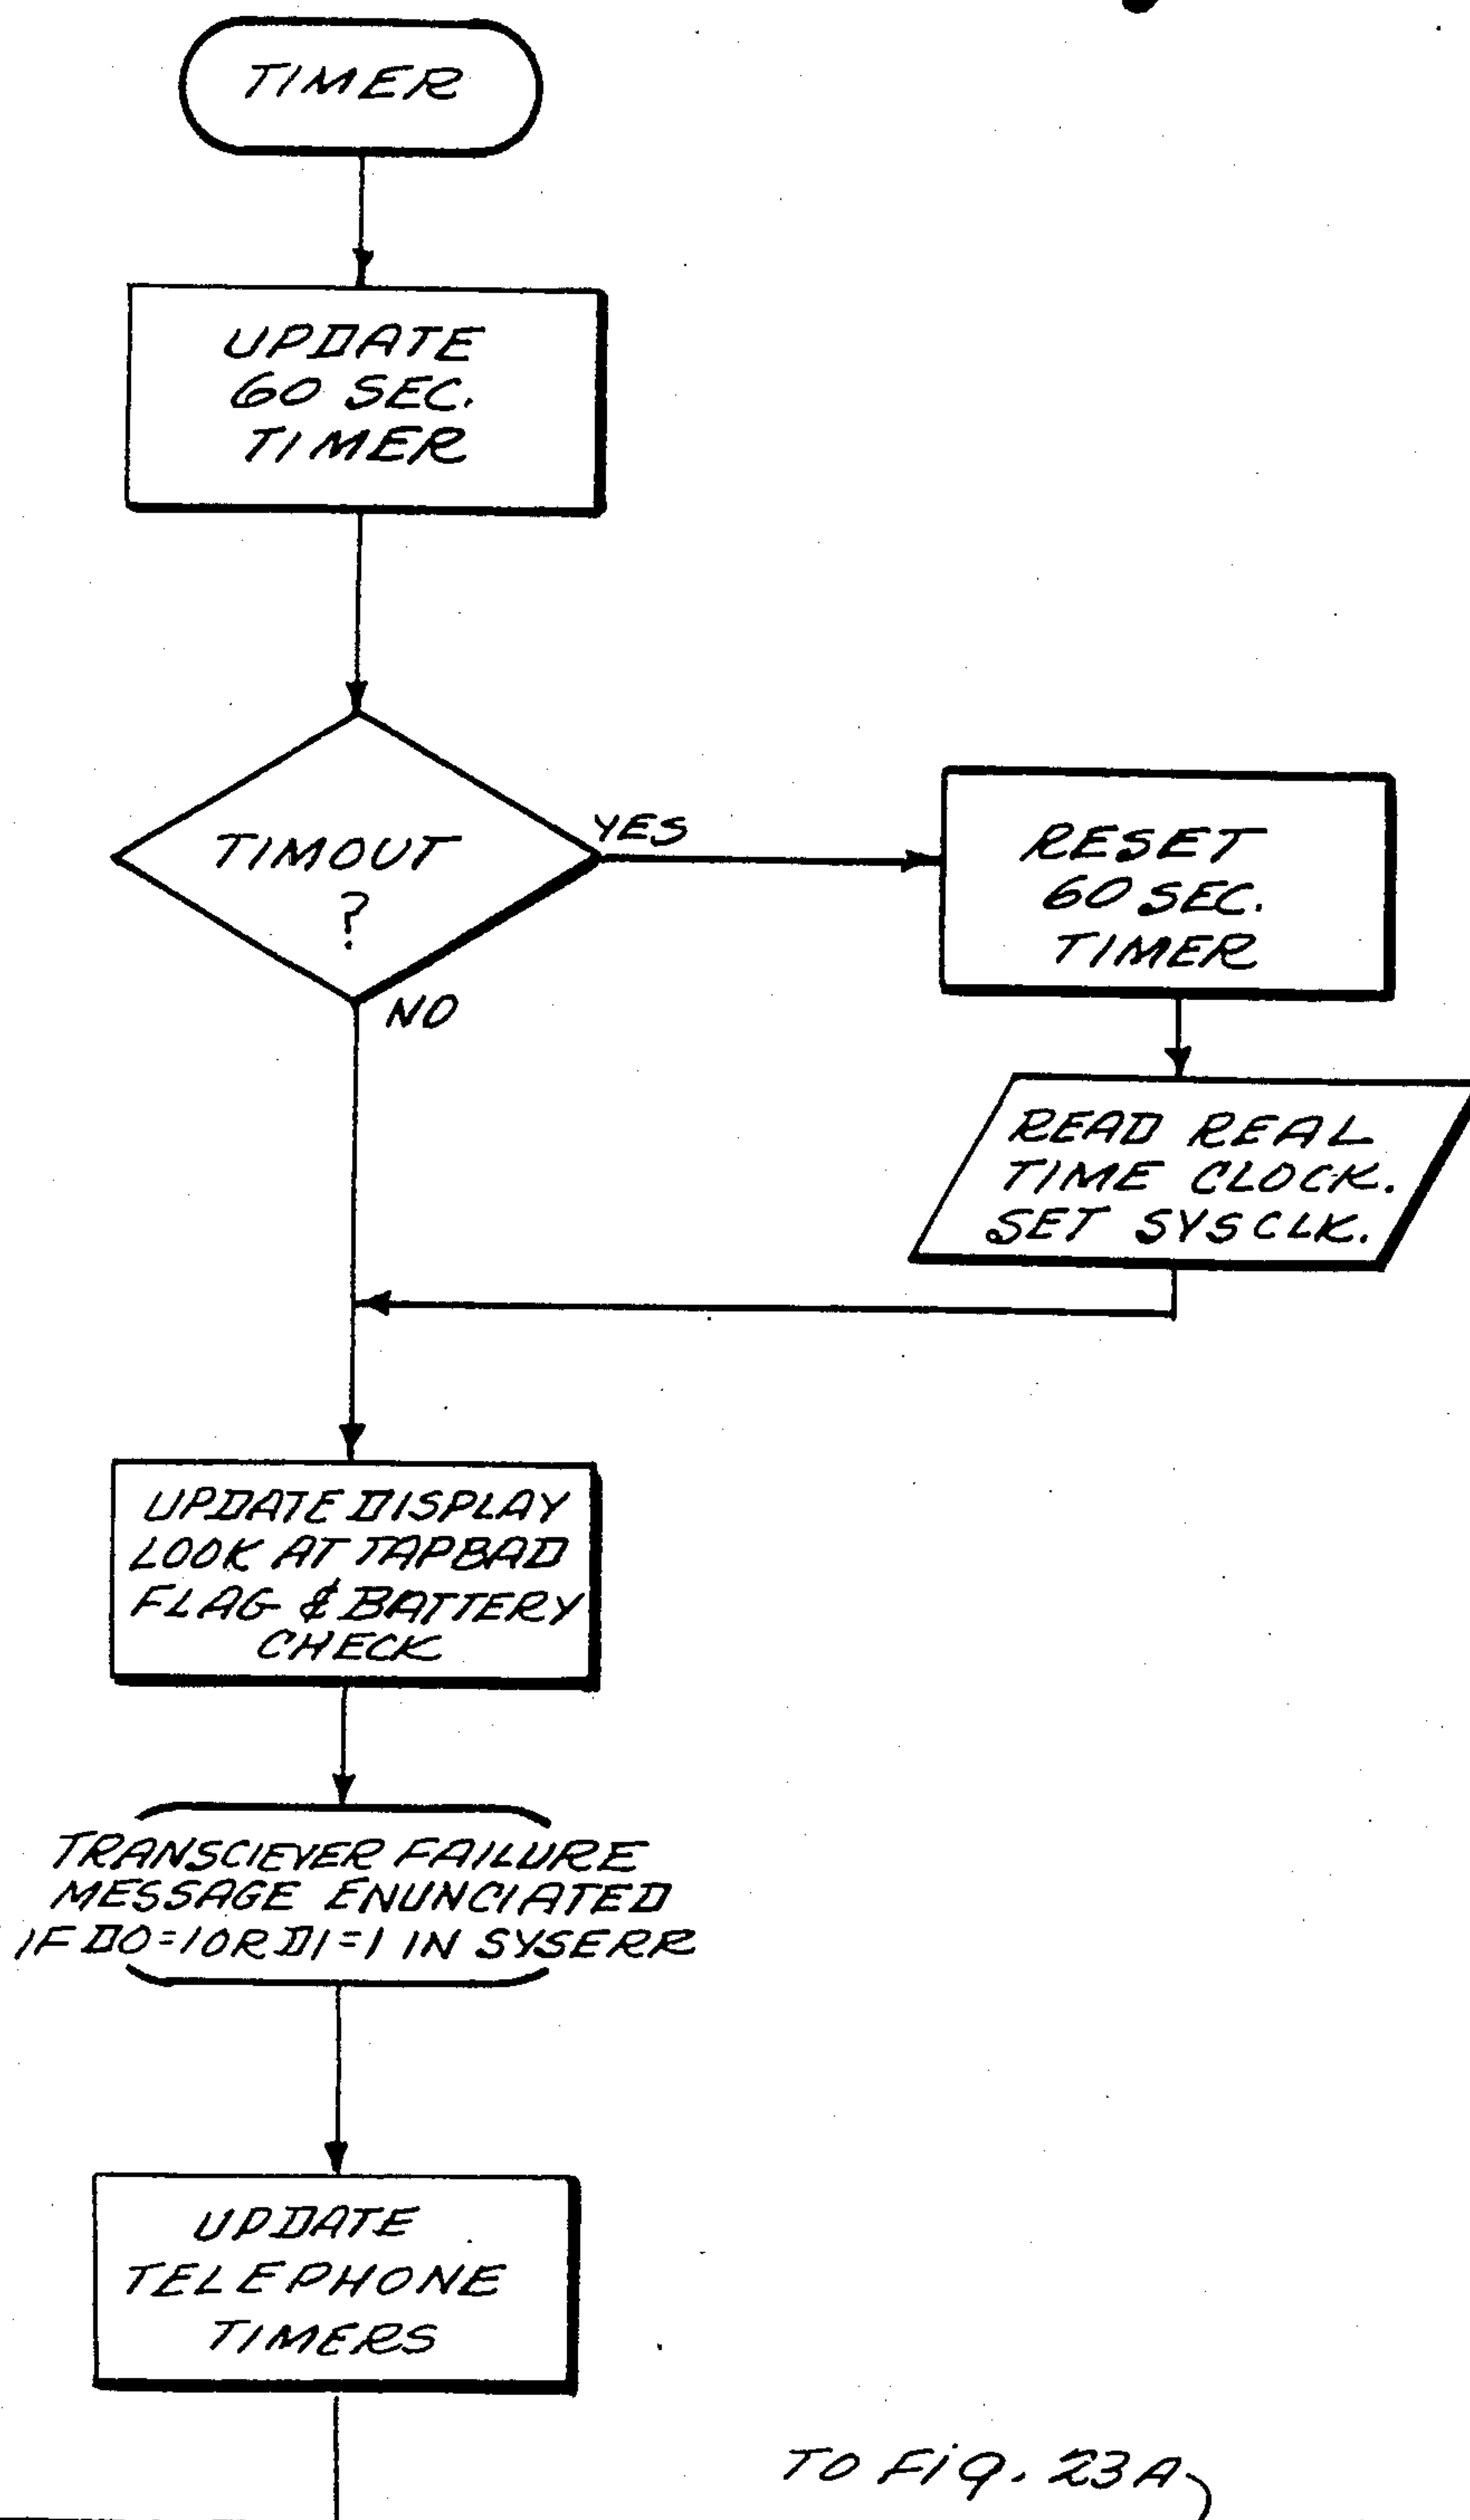 TIMER
UPDATE
60 SEC.
TIMER
TIMOUT
?
YES
NO
RESET
60 SEC.
TIMER
READ REAL
TIME CLOCK.
SET SYSCLK.
UPDATE DISPLAY
LOOK AT TAPBAD
FLAG & BATTERY
CHECK
TRANSCIEVER FAILURE
MESSAGE ENUNCIATED
IF D0=1 OR D1=1 IN SYSERR
UPDATE
TELEPHONE
TIMERS
TO FIG. 23A